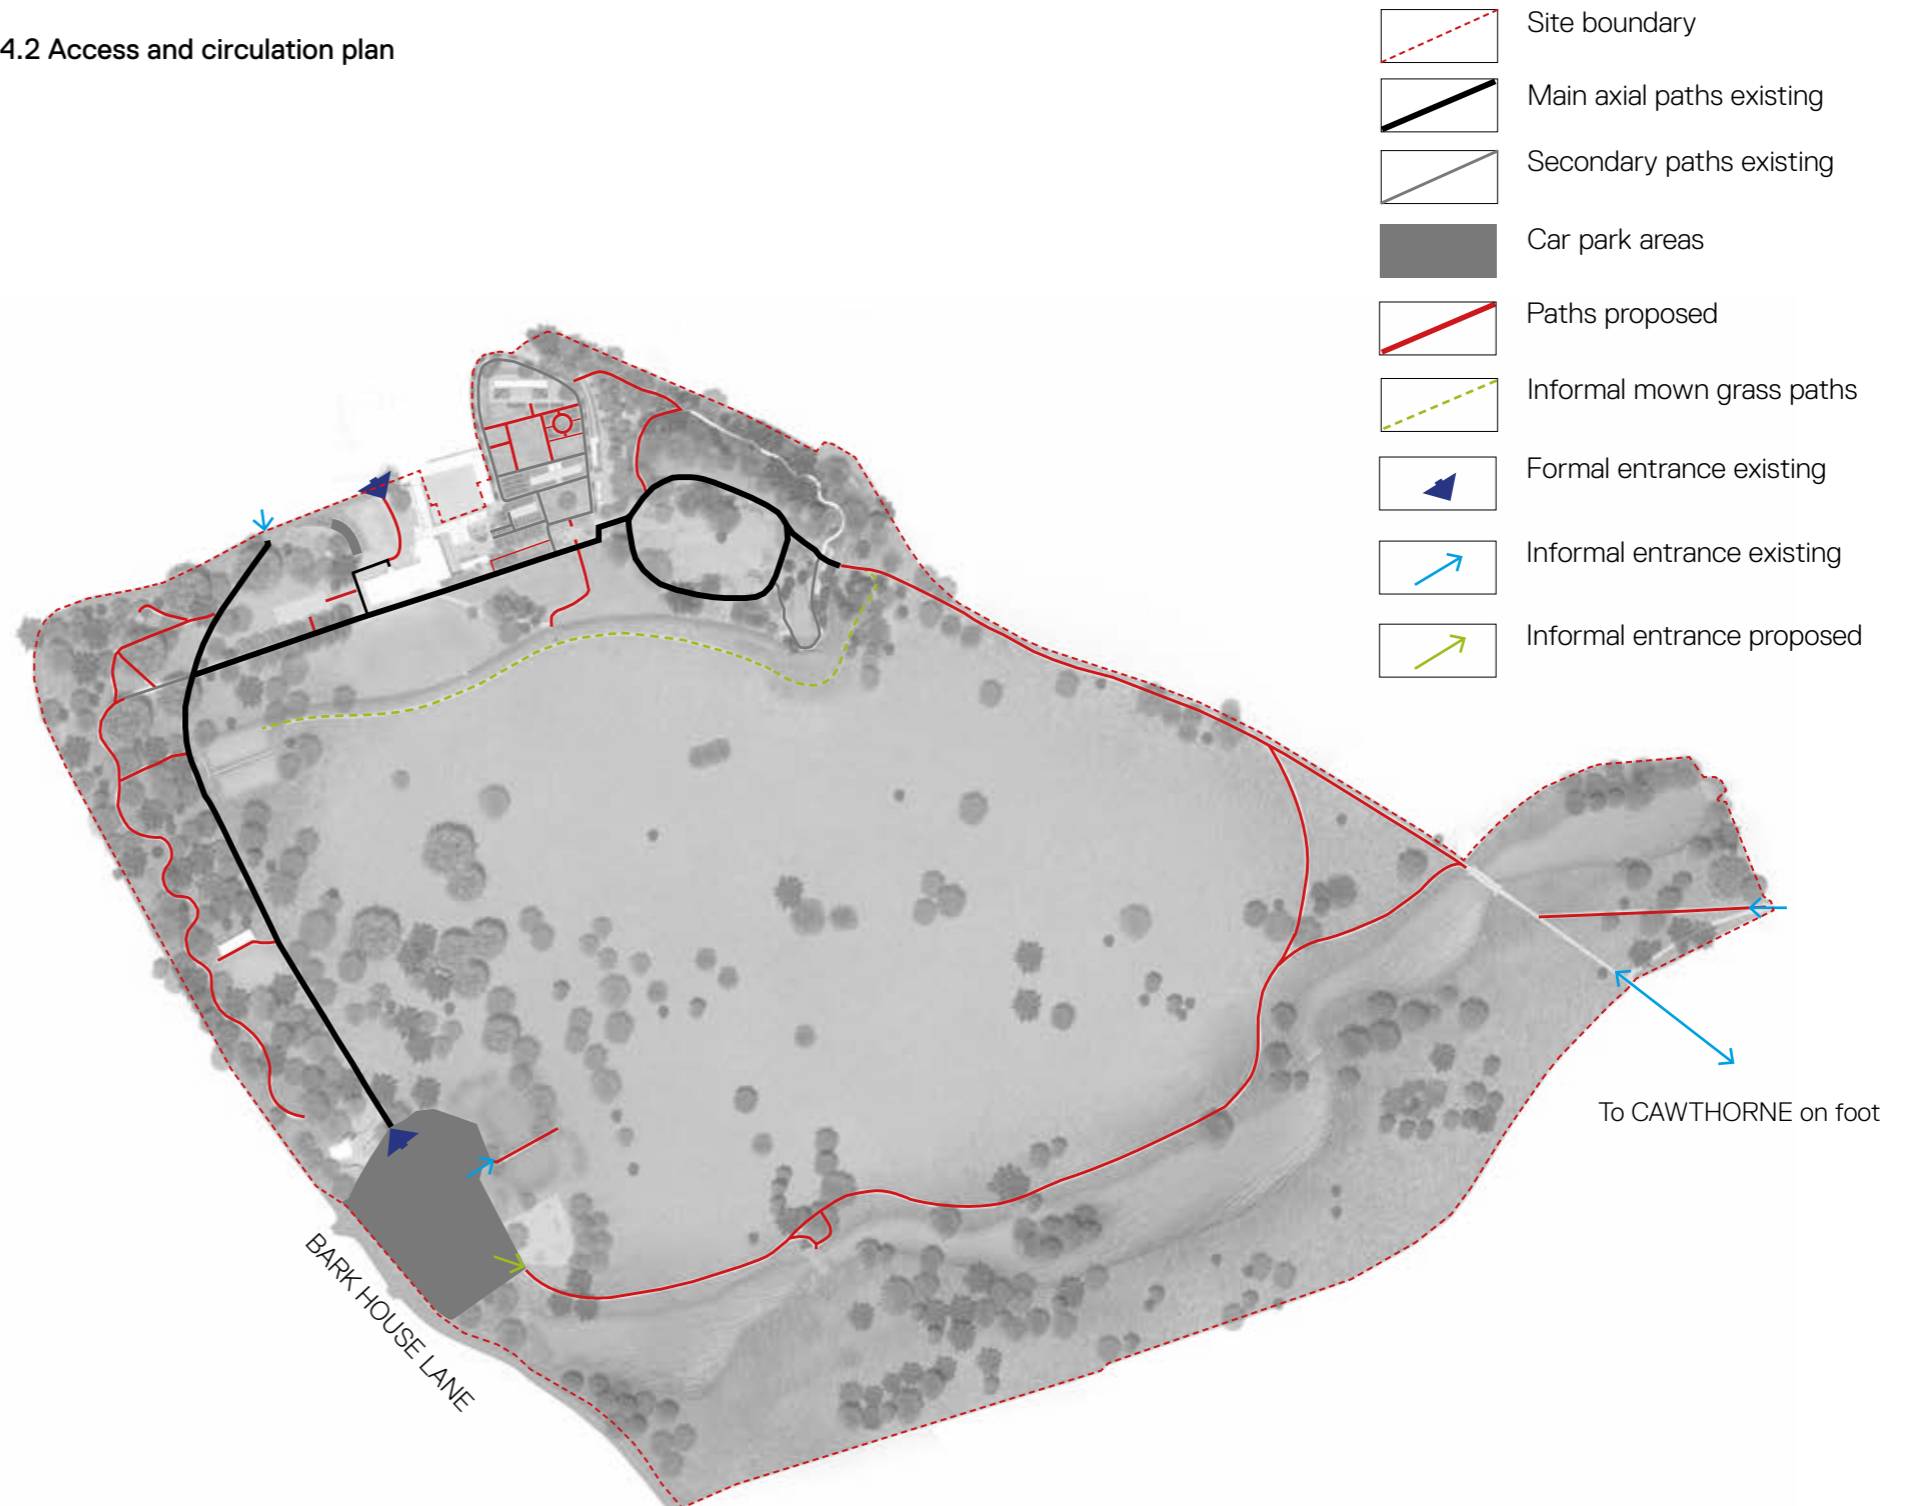 4.2 Access and circulation plan
Site boundary
Main axial paths existing
Secondary paths existing
Car park areas
Paths proposed
Informal mown grass paths
Formal entrance existing
Informal entrance existing
Informal entrance proposed
To CAWTHORNE on foot
BARK HOUSE LANE